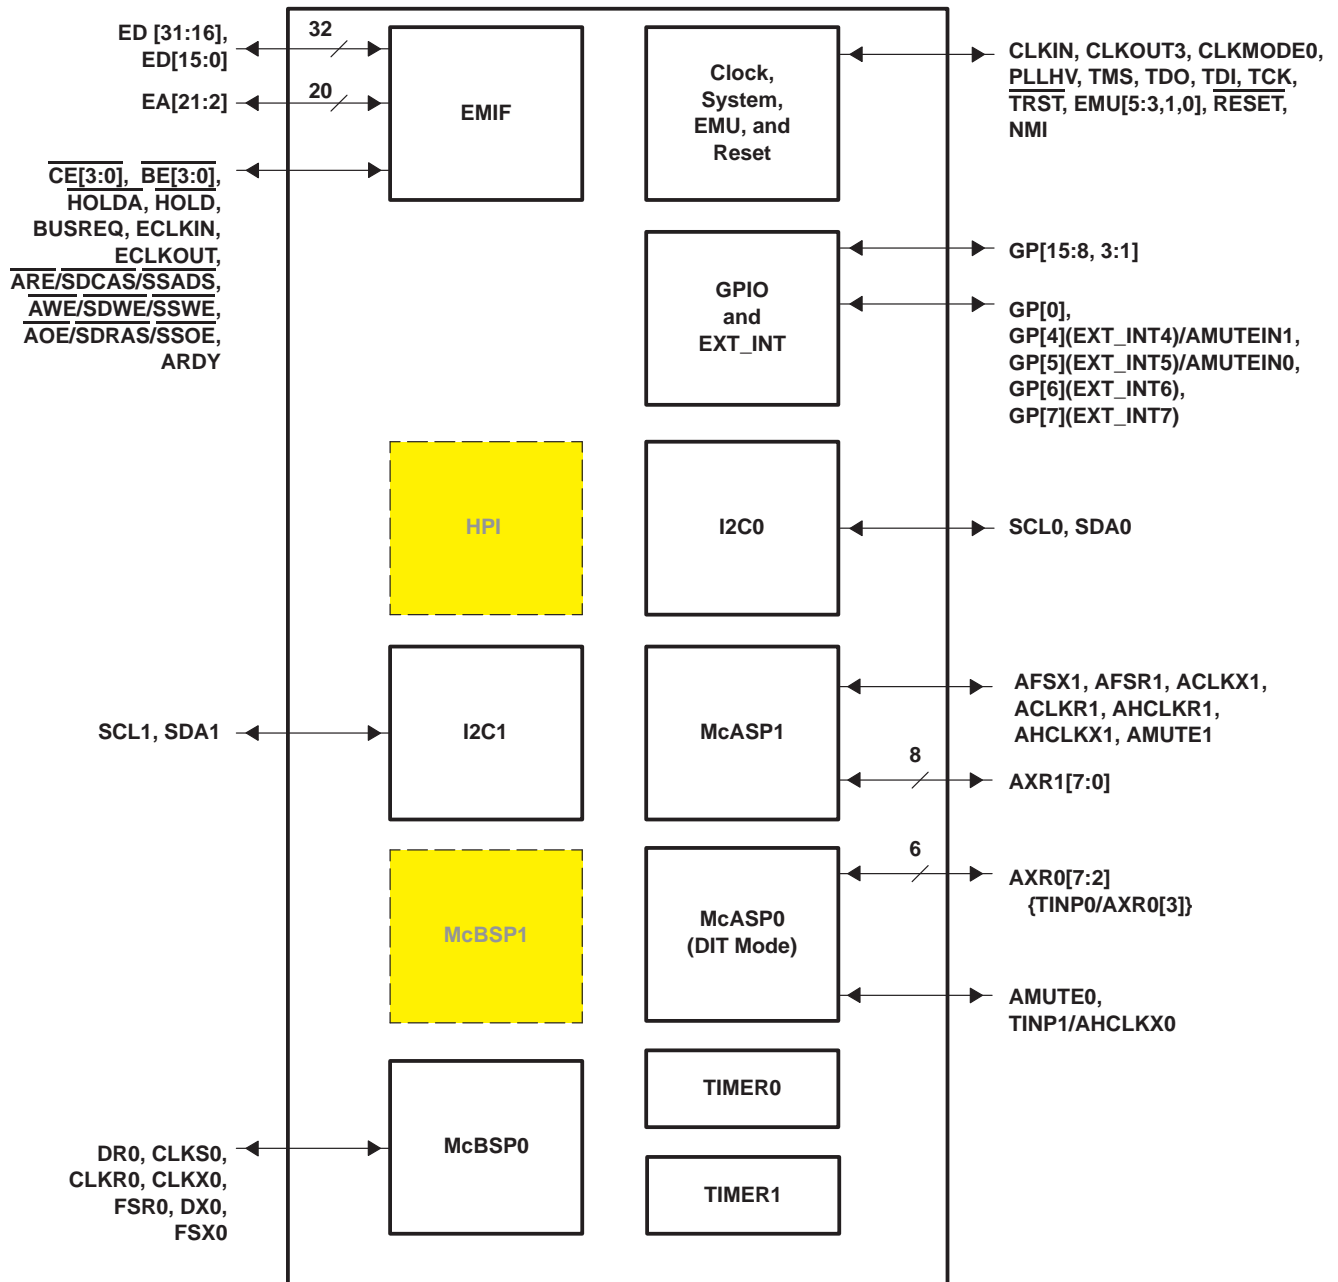 ED [31:16],
ED[15:0]
32
EA[21:2]
20
EMIF
CE[3:0], BE[3:0],
HOLDA, HOLD,
BUSREQ, ECLKIN,
ECLKOUT,
ARE/SDCAS/SSADS,
AWE/SDWE/SSWE,
AOE/SDRAS/SSOE,
ARDY
Clock,
System,
EMU, and
Reset
CLKIN, CLKOUT3, CLKMODE0,
PLLHV, TMS, TDO, TDI, TCK,
TRST, EMU[5:3,1,0], RESET,
NMI
GPIO
and
EXT_INT
GP[15:8, 3:1]
GP[0],
GP[4](EXT_INT4)/AMUTEIN1,
GP[5](EXT_INT5)/AMUTEIN0,
GP[6](EXT_INT6),
GP[7](EXT_INT7)
HPI
I2C0
SCL0, SDA0
SCL1, SDA1
I2C1
McASP1
AFSX1, AFSR1, ACLKX1,
ACLKR1, AHCLKR1,
AHCLKX1, AMUTE1
8
AXR1[7:0]
McBSP1
McASP0
(DIT Mode)
6
AXR0[7:2]
{TINP0/AXR0[3]}
AMUTE0,
TINP1/AHCLKX0
DR0, CLKS0,
CLKR0, CLKX0,
FSR0, DX0,
FSX0
McBSP0
TIMER0
TIMER1